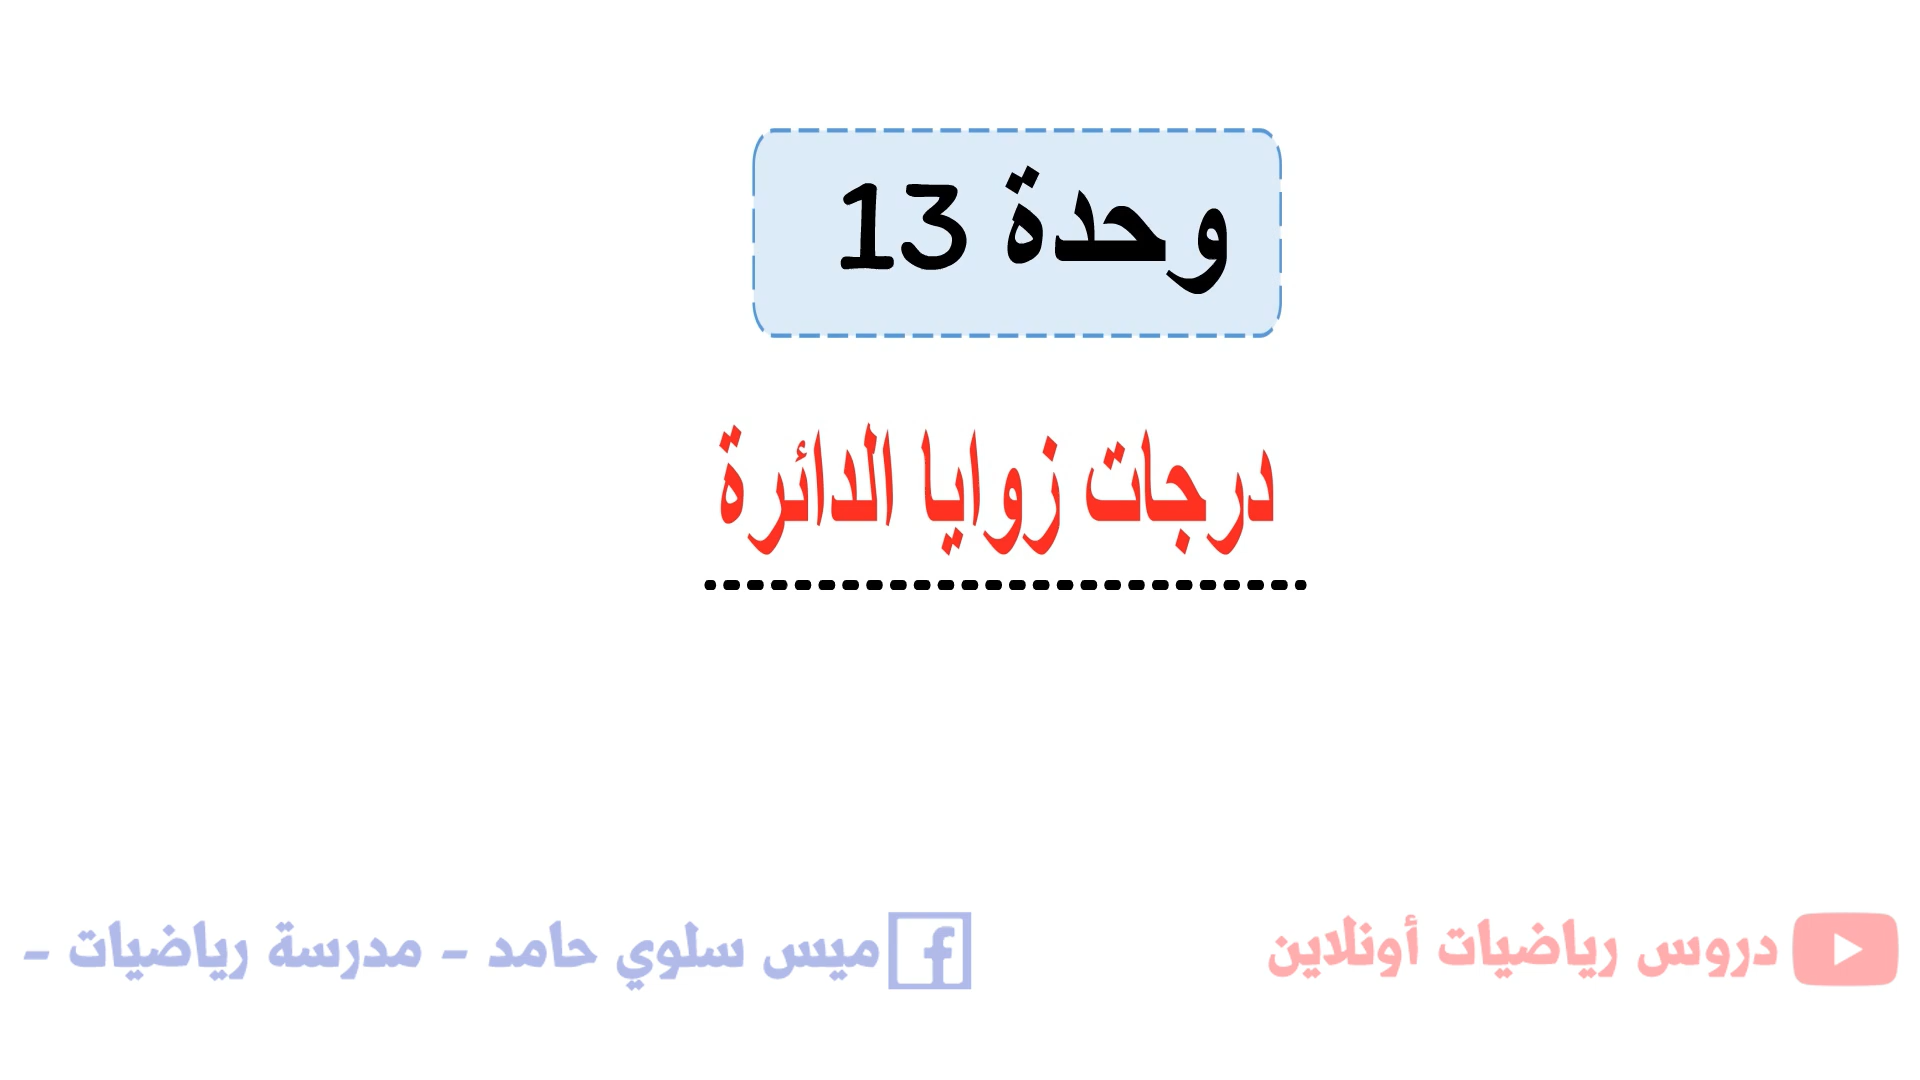 وحدة 13
درجات زوايا الدائرة
دروس رياضيات أونلاين
ميس سلوي حامد - مدرسة رياضيات -